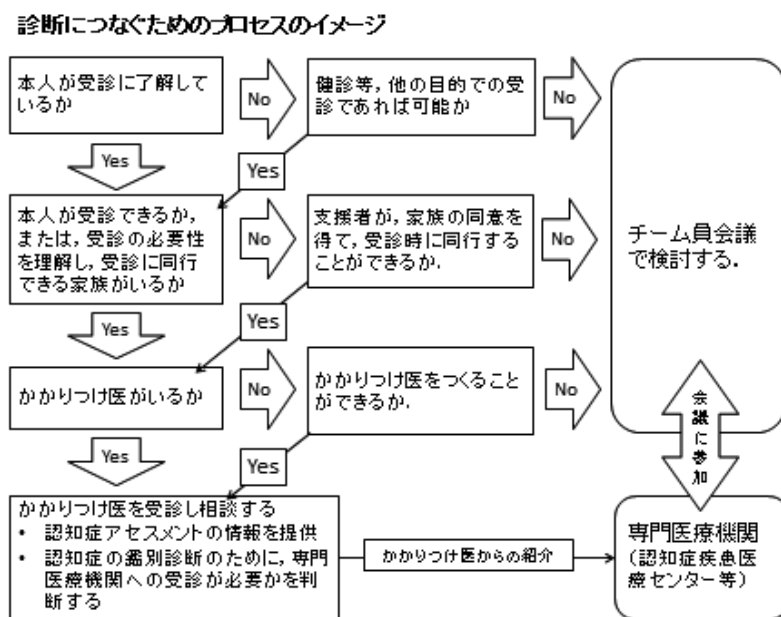 診断につなぐためのプロセスのイメージ
本人が受診に了解して
いるか
No
健診等，他の目的での受
診であれば可能か
No
Yes
Yes
本人が受診できるか，
または，受診の必要性
を理解し，受診に同行
できる家族がいるか
No
支援者が，家族の同意を
得て，受診時に同行する
ことができるか．
No
チーム員会議
で検討する．
Yes
Yes
かかりつけ医がいるか
No
かかりつけ医をつくること
ができるか．
No
会議に参加
Yes
Yes
かかりつけ医を受診し相談する
• 認知症アセスメントの情報を提供
• 認知症の鑑別診断のために，専門
医療機関への受診が必要かを判
断する
かかりつけ医からの紹介
専門医療機関
（認知症疾患医
療センター等）